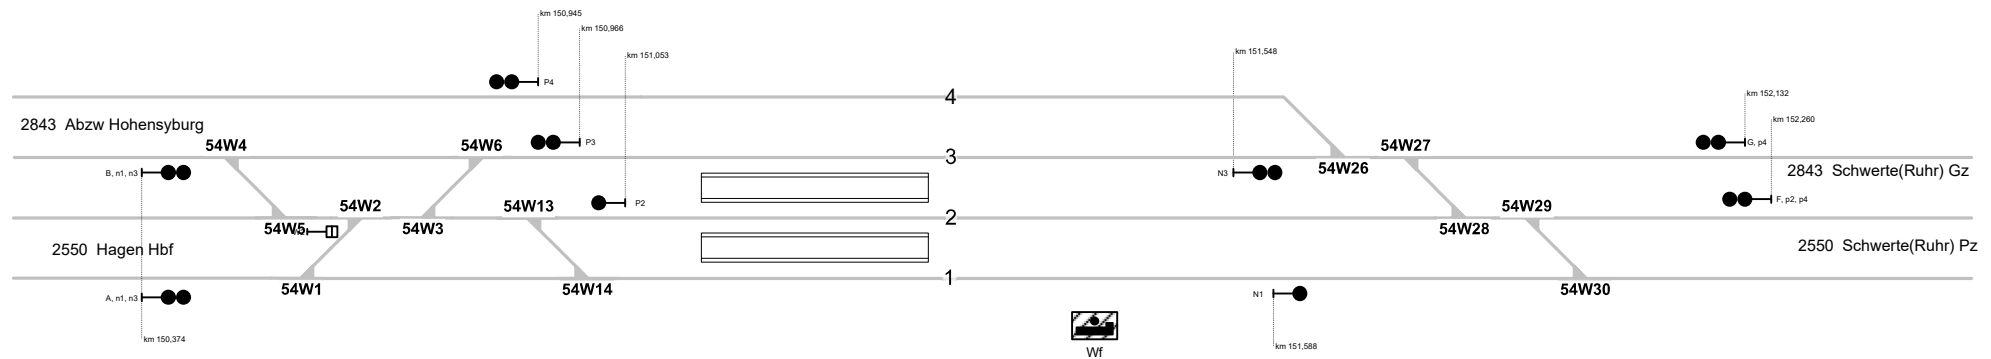 km 150,945
km 150,966
km 151,053
km 151,548
P4
4
km 152,132
km 152,260
2843 Abzw Hohensyburg
54W4
54W6
P3
54W27
G, p4
3
B, n1, n3
N3
54W26
2843 Schwerte(Ruhr) Gz
54W2
54W13
P2
54W29
F, p2, p4
2
54W5
54W3
54W28
2550 Hagen Hbf
2550 Schwerte(Ruhr) Pz
1
54W1
54W14
54W30
A, n1, n3
N1
km 150,374
km 151,588
Wf